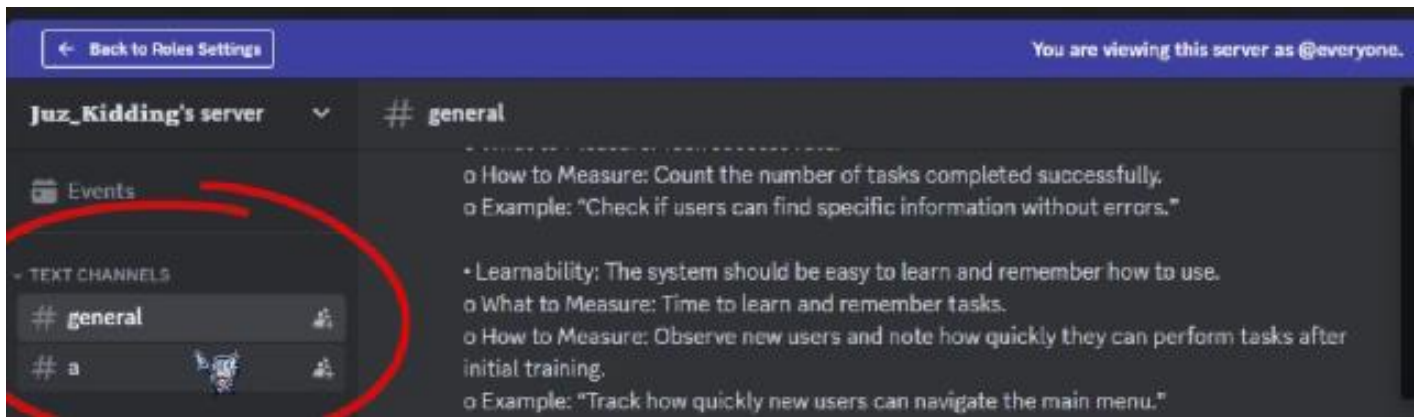 ← Back to Roles Settings
You are viewing this server as @everyone.
Juz_Kidding's server
# general
Events
TEXT CHANNELS
# general
# a
o How to Measure: Count the number of tasks completed successfully.
o Example: “Check if users can find specific information without errors.”
• Learnability: The system should be easy to learn and remember how to use.
o What to Measure: Time to learn and remember tasks.
o How to Measure: Observe new users and note how quickly they can perform tasks after
initial training.
o Example: “Track how quickly new users can navigate the main menu.”